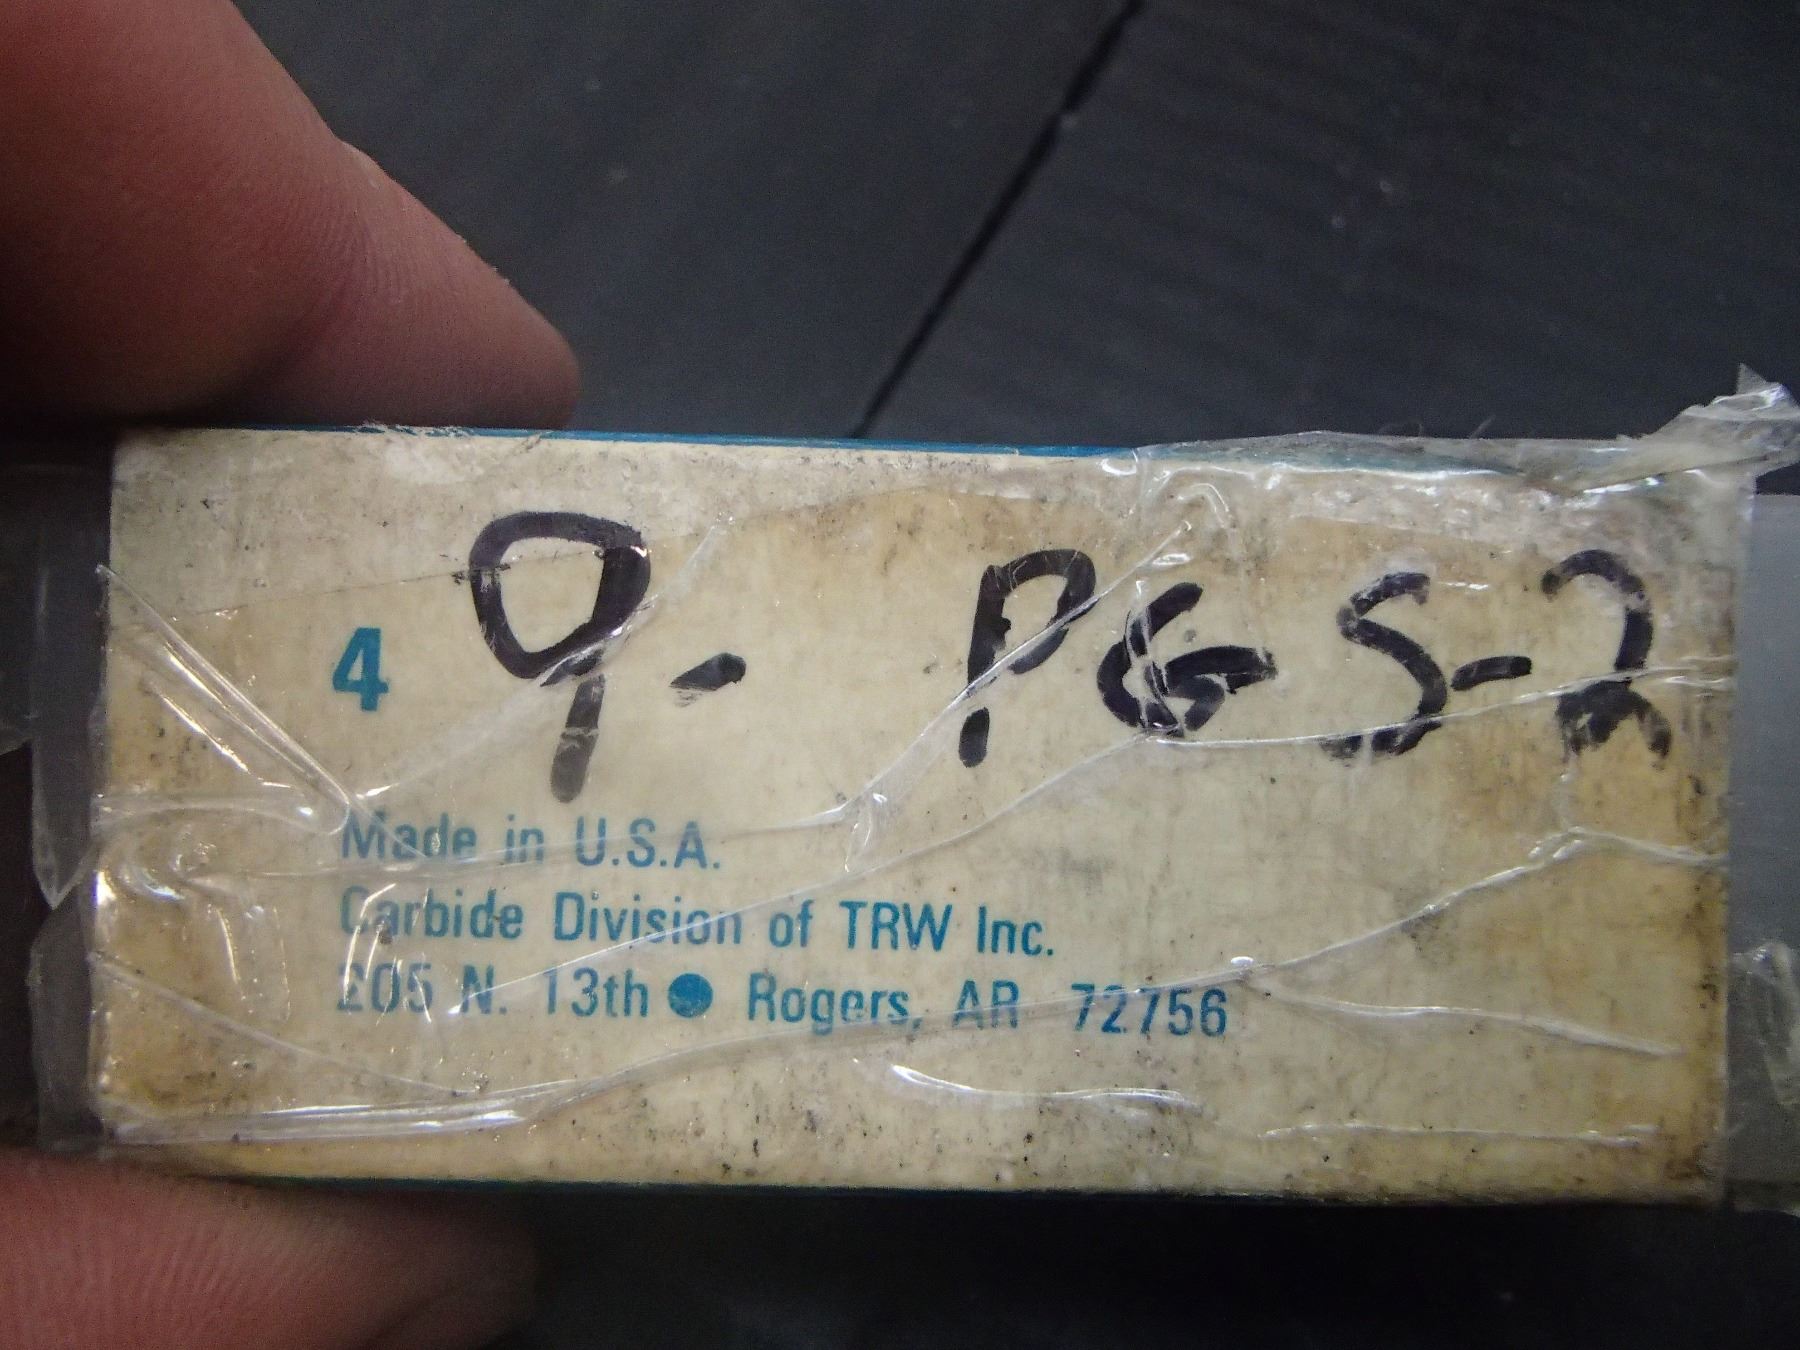 4 9- PGS-2
Made in U.S.A.
Carbide Division of TRW Inc.
205 N. 13th ● Rogers, AR 72756